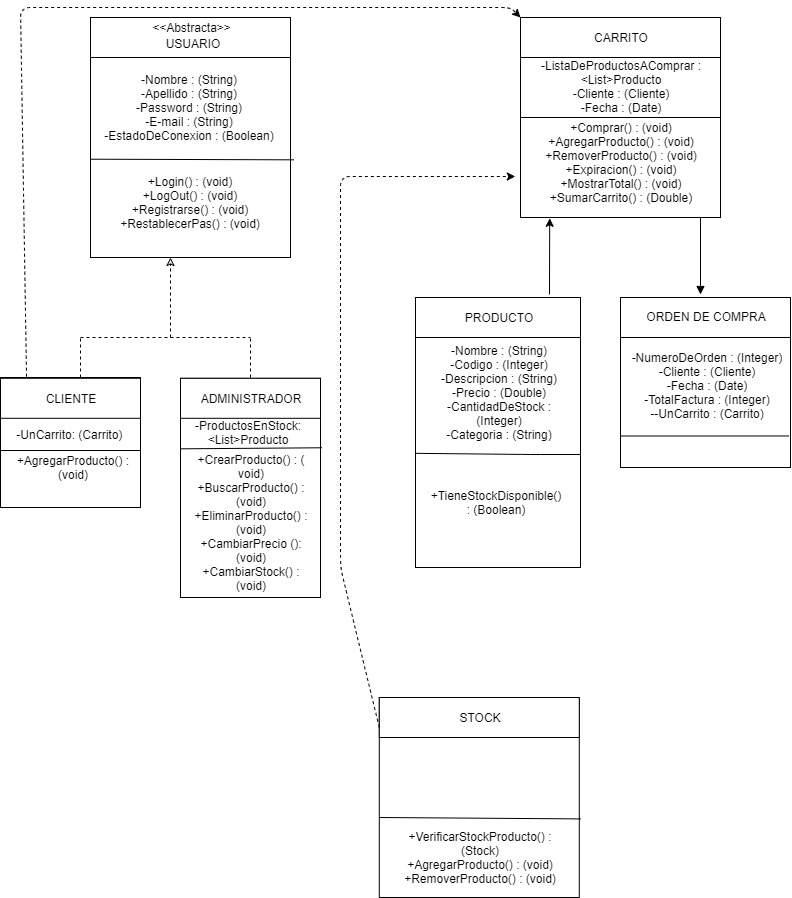 <<Abstracta>>
USUARIO
-Nombre : (String)
-Apellido : (String)
-Password : (String)
-E-mail : (String)
-EstadoDeConexion : (Boolean)
+Login() : (void)
+LogOut() : (void)
+Registrarse() : (void)
+RestablecerPas() : (void)
CARRITO
-ListaDeProductosAComprar :
<List>Producto
-Cliente : (Cliente)
-Fecha : (Date)
+Comprar() : (void)
+AgregarProducto() : (void)
+RemoverProducto() : (void)
+Expiracion() : (void)
+MostrarTotal() : (void)
+SumarCarrito() : (Double)
CLIENTE
-UnCarrito: (Carrito)
+AgregarProducto() :
(void)
ADMINISTRADOR
-ProductosEnStock:
<List>Producto
+CrearProducto() : (
void)
+BuscarProducto() :
(void)
+EliminarProducto() :
(void)
+CambiarPrecio ():
(void)
+CambiarStock() :
(void)
PRODUCTO
-Nombre : (String)
-Codigo : (Integer)
-Descripcion : (String)
-Precio : (Double)
-CantidadDeStock :
(Integer)
-Categoria : (String)
+TieneStockDisponible()
: (Boolean)
ORDEN DE COMPRA
-NumeroDeOrden : (Integer)
-Cliente : (Cliente)
-Fecha : (Date)
-TotalFactura : (Integer)
--UnCarrito : (Carrito)
STOCK
+VerificarStockProducto() :
(Stock)
+AgregarProducto() : (void)
+RemoverProducto() : (void)